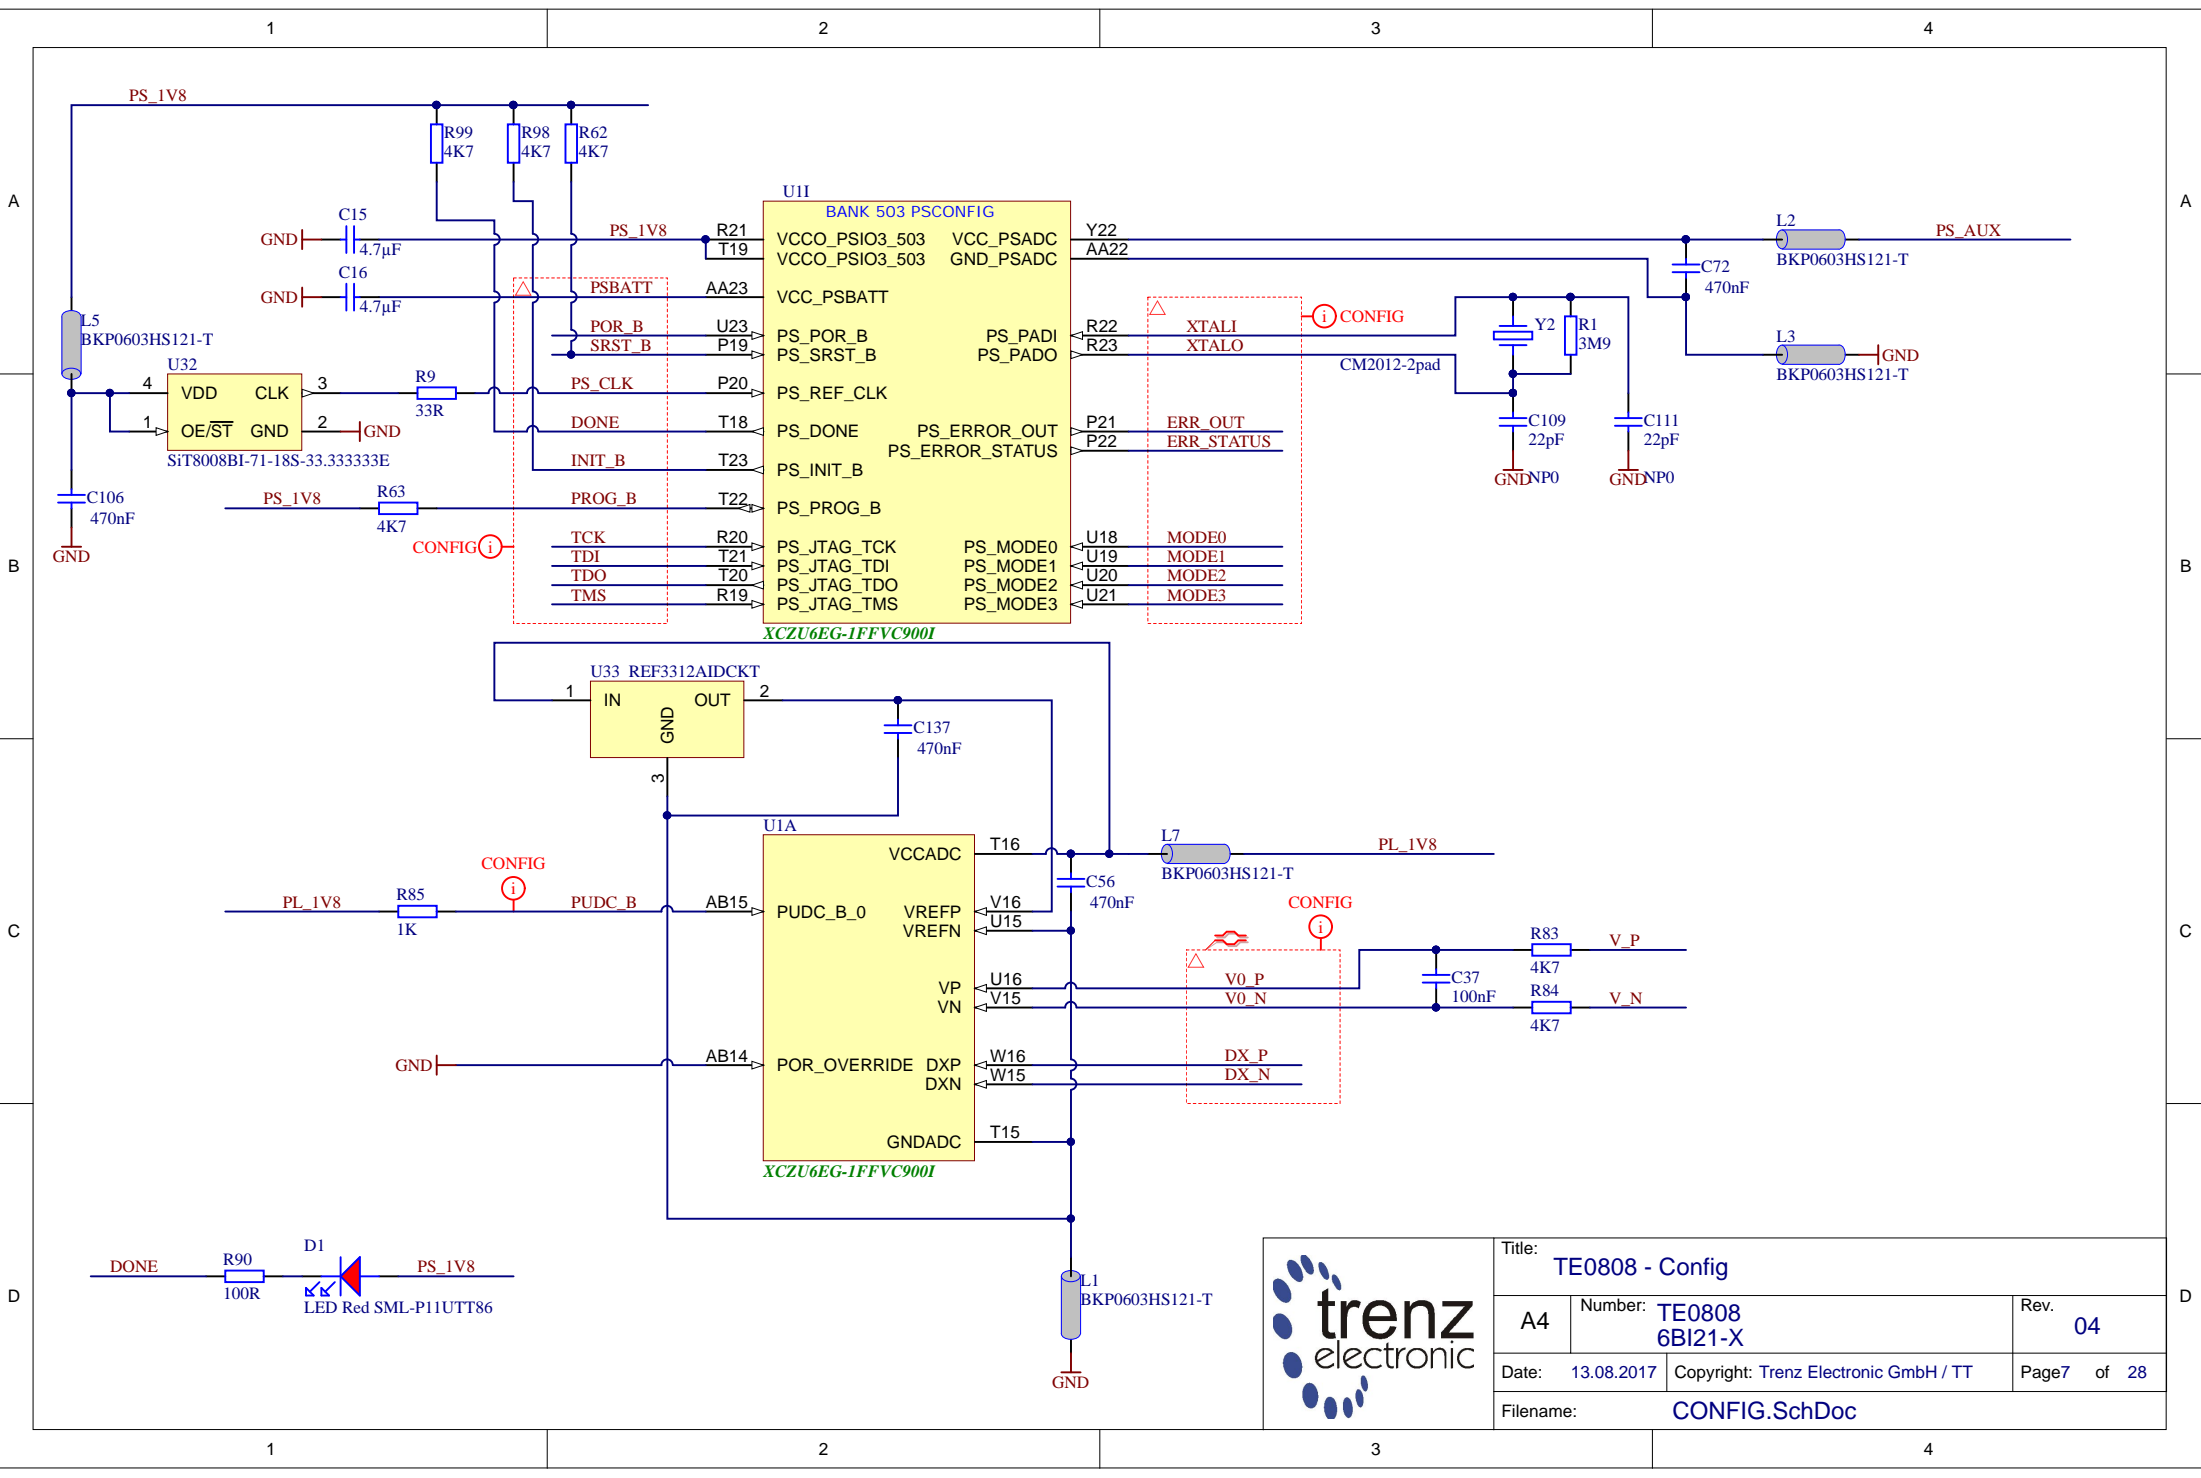 1 2 3 4
A A
B B
C C
D D
1 2 3 4
PS_1V8
R99
4K7
R98
4K7
R62
4K7
C15
4.7µF
GND
PS_1V8
C16
4.7µF
GND
PSBATT
POR_B
SRST_B
L5
BKP0603HS121-T
U32
4 VDD CLK 3
1 OE/ST GND 2 GND
SiT8008BI-71-18S-33.333333E
R9
33R
PS_CLK
DONE
INIT_B
C106
470nF
GND
PS_1V8
R63
4K7
PROG_B
CONFIG i
TCK
TDI
TDO
TMS
U1I
BANK 503 PSCONFIG
R21 VCCO_PSIO3_503 VCC_PSADC Y22
T19 VCCO_PSIO3_503 GND_PSADC AA22
AA23 VCC_PSBATT
U23 PS_POR_B PS_PADI R22
P19 PS_SRST_B PS_PADO R23
P20 PS_REF_CLK
T18 PS_DONE PS_ERROR_OUT P21
PS_ERROR_STATUS P22
T23 PS_INIT_B
T22 PS_PROG_B
R20 PS_JTAG_TCK PS_MODE0 U18
T21 PS_JTAG_TDI PS_MODE1 U19
T20 PS_JTAG_TDO PS_MODE2 U20
R19 PS_JTAG_TMS PS_MODE3 U21
XCZU6EG-1FFVC900I
L2
BKP0603HS121-T
PS_AUX
C72
470nF
L3
BKP0603HS121-T
GND
i CONFIG
XTALI
XTALO
CM2012-2pad
Y2
R1
3M9
C109
22pF
GND NP0
C111
22pF
GND NP0
ERR_OUT
ERR_STATUS
MODE0
MODE1
MODE2
MODE3
U33 REF3312AIDCKT
1 IN OUT 2
GND
3
C137
470nF
U1A
VCCADC T16
AB15 PUDC_B_0 VREFP V16
VREFN U15
VP U16
VN V15
AB14 POR_OVERRIDE DXP W16
DXN W15
GNDADC T15
XCZU6EG-1FFVC900I
CONFIG
i
PL_1V8
R85
1K
PUDC_B
GND
L7
BKP0603HS121-T
PL_1V8
C56
470nF
CONFIG
i
V0_P
V0_N
DX_P
DX_N
C37
100nF
R83
4K7
V_P
R84
4K7
V_N
L1
BKP0603HS121-T
GND
DONE
R90
100R
D1
PS_1V8
LED Red SML-P11UTT86
trenz
electronic
Title:
TE0808 - Config
A4
Number: TE0808
6BI21-X
Rev.
04
Date: 13.08.2017
Copyright: Trenz Electronic GmbH / TT
Page7 of 28
Filename: CONFIG.SchDoc